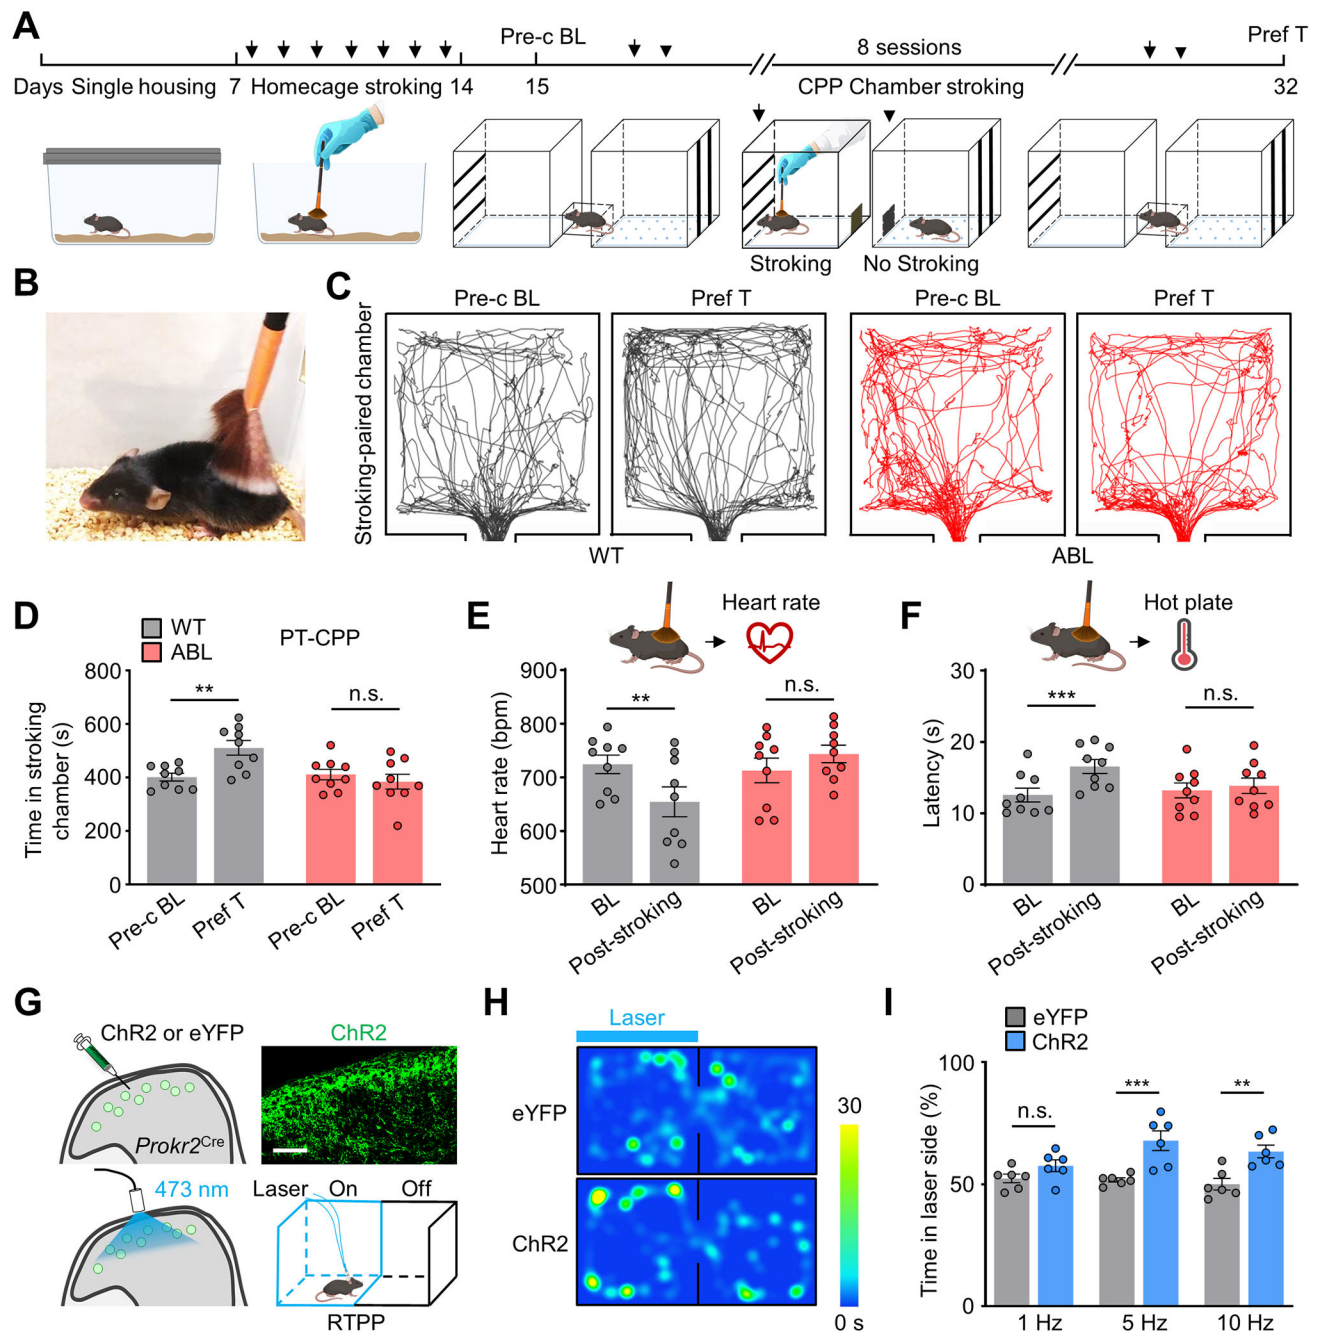 A
Pre-c BL
8 sessions
Pref T
Days Single housing 7 Homecage stroking 14 15 CPP Chamber stroking 32
Stroking No Stroking
B
C
Pre-c BL Pref T Pre-c BL Pref T
Stroking-paired chamber
WT ABL
D
WT
ABL
PT-CPP
Time in stroking
chamber (s)
800
600
400
200
0
** n.s.
Pre-c BL Pref T Pre-c BL Pref T
E
Heart rate
Heart rate (bpm)
900
800
700
600
500
** n.s.
BL Post-stroking BL Post-stroking
F
Hot plate
Latency (s)
30
20
10
0
*** n.s.
BL Post-stroking BL Post-stroking
G
ChR2 or eYFP
ChR2
Prokr2Cre
473 nm
Laser On Off
RTPP
H
Laser
eYFP
ChR2
30
0 s
I
eYFP
ChR2
Time in laser side (%)
100
50
0
n.s. *** **
1 Hz 5 Hz 10 Hz